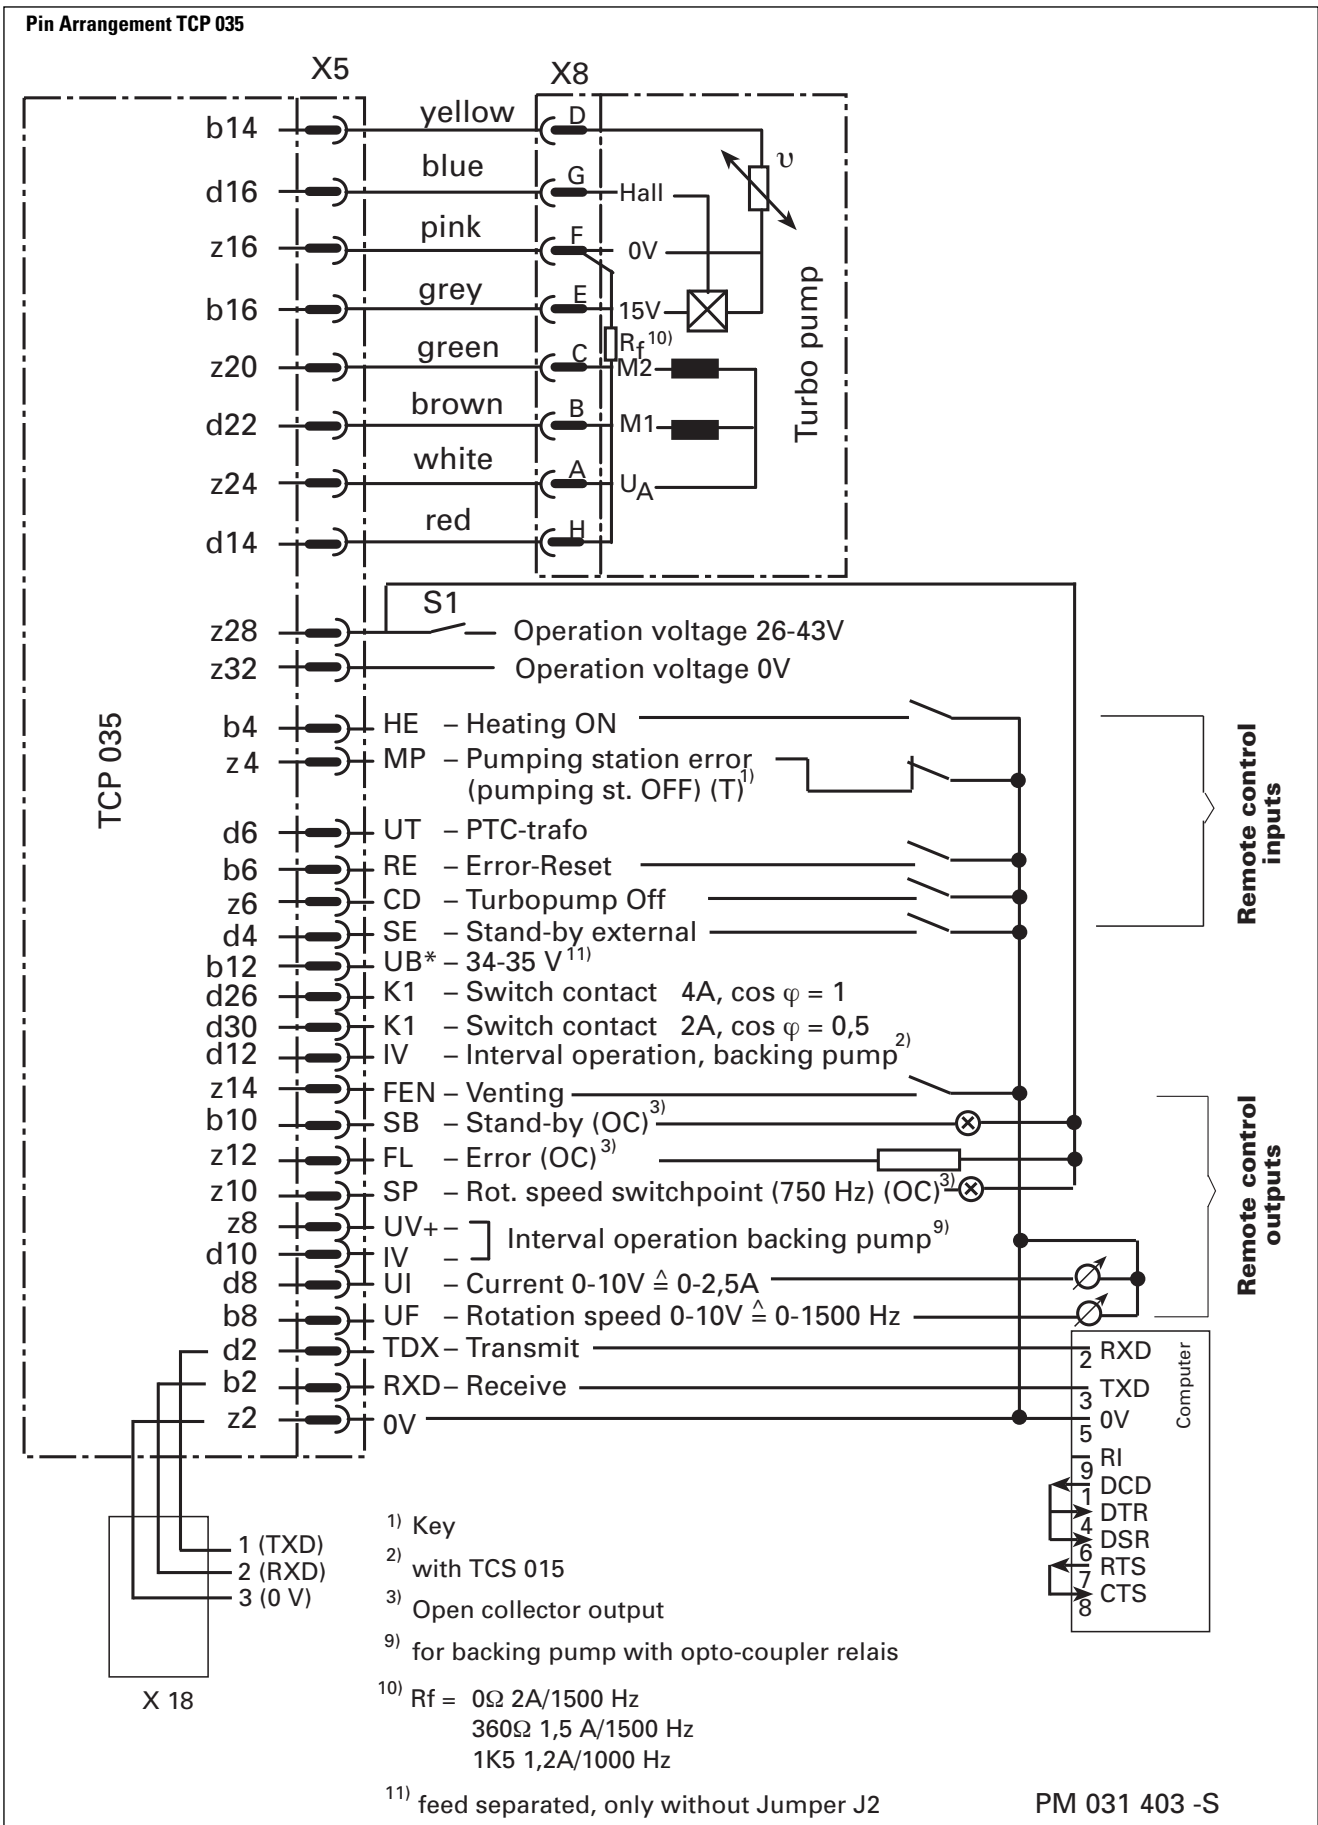 Pin Arrangement TCP 035
X5
X8
b14 yellow D
υ
d16 blue G Hall
z16 pink F 0V
b16 grey E 15V
Rf 10)
z20 green C M2
d22 brown B M1
z24 white A UA
d14 red H
Turbo pump
S1
z28 Operation voltage 26-43V
z32 Operation voltage 0V
TCP 035
b4 HE – Heating ON
z4 MP – Pumping station error
(pumping st. OFF) (T)1)
d6 UT – PTC-trafo
b6 RE – Error-Reset
z6 CD – Turbopump Off
d4 SE – Stand-by external
Remote control
inputs
b12 UB* – 34-35 V 11)
d26 K1 – Switch contact 4A, cos φ = 1
d30 K1 – Switch contact 2A, cos φ = 0,5
d12 IV – Interval operation, backing pump2)
z14 FEN – Venting
b10 SB – Stand-by (OC)3)
z12 FL – Error (OC)3)
z10 SP – Rot. speed switchpoint (750 Hz) (OC)3)
z8 UV+ –
d10 IV –
Interval operation backing pump9)
d8 UI – Current 0-10V ≙ 0-2,5A
b8 UF – Rotation speed 0-10V ≙ 0-1500 Hz
Remote control
outputs
d2 TDX – Transmit
b2 RXD – Receive
z2 0V
Computer
2 RXD
3 TXD
5 0V
9 RI
1 DCD
4 DTR
6 DSR
7 RTS
8 CTS
1 (TXD)
2 (RXD)
3 (0 V)
X 18
1) Key
2) with TCS 015
3) Open collector output
9) for backing pump with opto-coupler relais
10) Rf = 0Ω 2A/1500 Hz
360Ω 1,5 A/1500 Hz
1K5 1,2A/1000 Hz
11) feed separated, only without Jumper J2
PM 031 403 -S